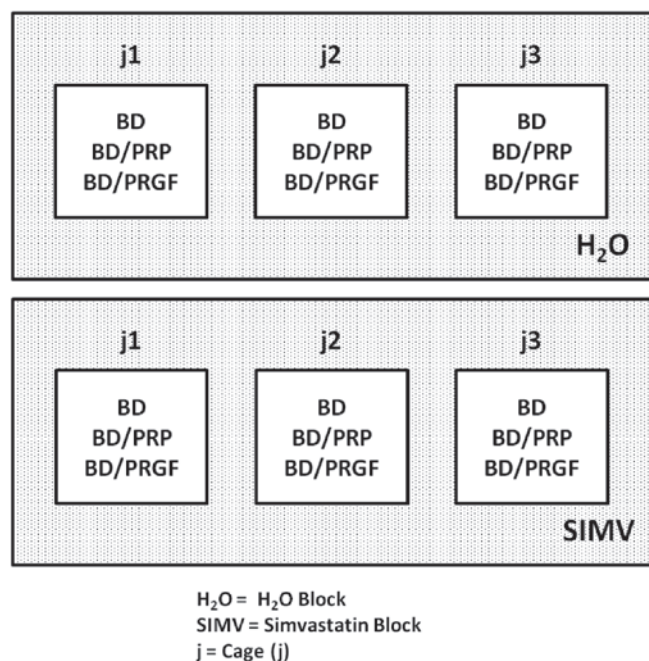 j1 j2 j3
BD BD BD
BD/PRP BD/PRP BD/PRP
BD/PRGF BD/PRGF BD/PRGF
H₂O
j1 j2 j3
BD BD BD
BD/PRP BD/PRP BD/PRP
BD/PRGF BD/PRGF BD/PRGF
SIMV
H₂O = H₂O Block
SIMV = Simvastatin Block
j = Cage (j)